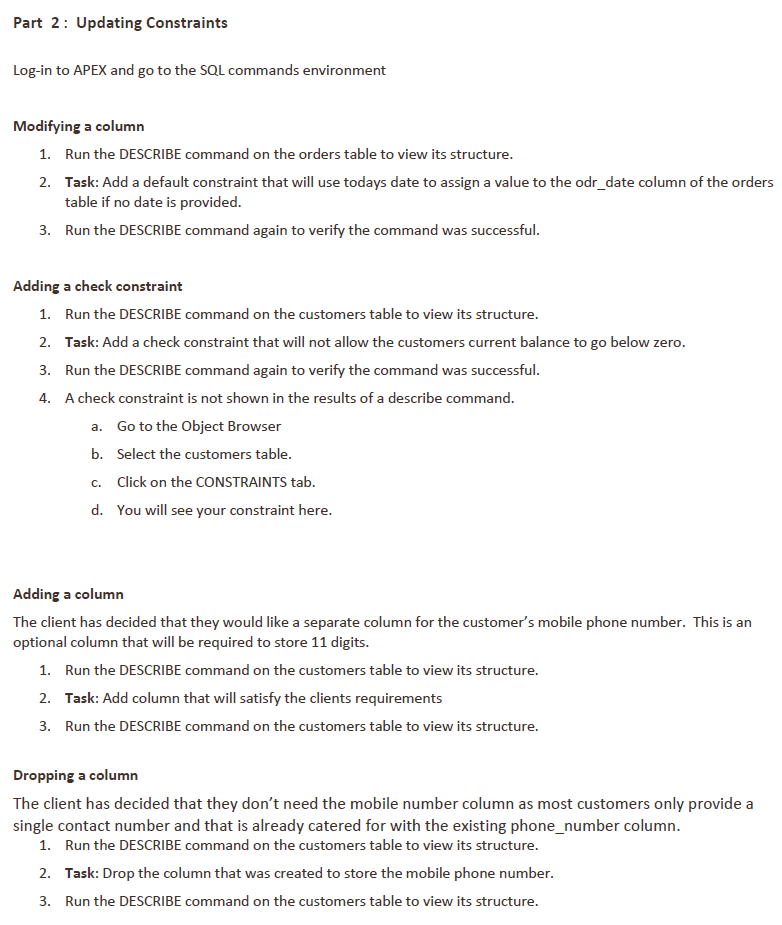 Part 2 : Updating Constraints
Log-in to APEX and go to the SQL commands environment
Modifying a column
1. Run the DESCRIBE command on the orders table to view its structure.
2. Task: Add a default constraint that will use todays date to assign a value to the odr_date column of the orders
table if no date is provided.
3. Run the DESCRIBE command again to verify the command was successful.
Adding a check constraint
1. Run the DESCRIBE command on the customers table to view its structure.
2. Task: Add a check constraint that will not allow the customers current balance to go below zero.
3. Run the DESCRIBE command again to verify the command was successful.
4. A check constraint is not shown in the results of a describe command.
a. Go to the Object Browser
b. Select the customers table.
c. Click on the CONSTRAINTS tab.
d. You will see your constraint here.
Adding a column
The client has decided that they would like a separate column for the customer’s mobile phone number. This is an
optional column that will be required to store 11 digits.
1. Run the DESCRIBE command on the customers table to view its structure.
2. Task: Add column that will satisfy the clients requirements
3. Run the DESCRIBE command on the customers table to view its structure.
Dropping a column
The client has decided that they don’t need the mobile number column as most customers only provide a
single contact number and that is already catered for with the existing phone_number column.
1. Run the DESCRIBE command on the customers table to view its structure.
2. Task: Drop the column that was created to store the mobile phone number.
3. Run the DESCRIBE command on the customers table to view its structure.